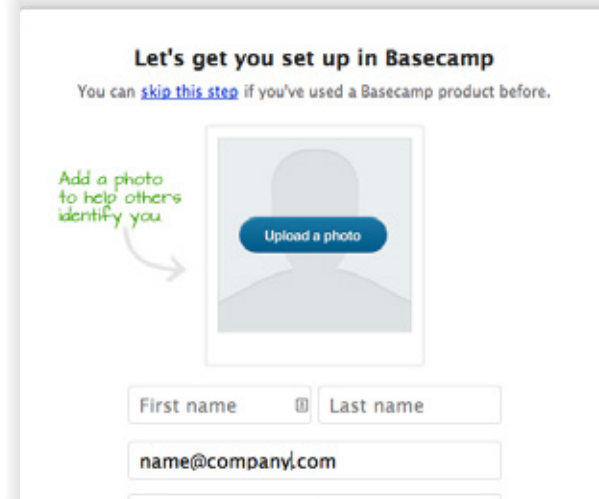 Let's get you set up in Basecamp
You can skip this step if you've used a Basecamp product before.
Add a photo
to help others
identify you
Upload a photo
First name Last name
name@company.com